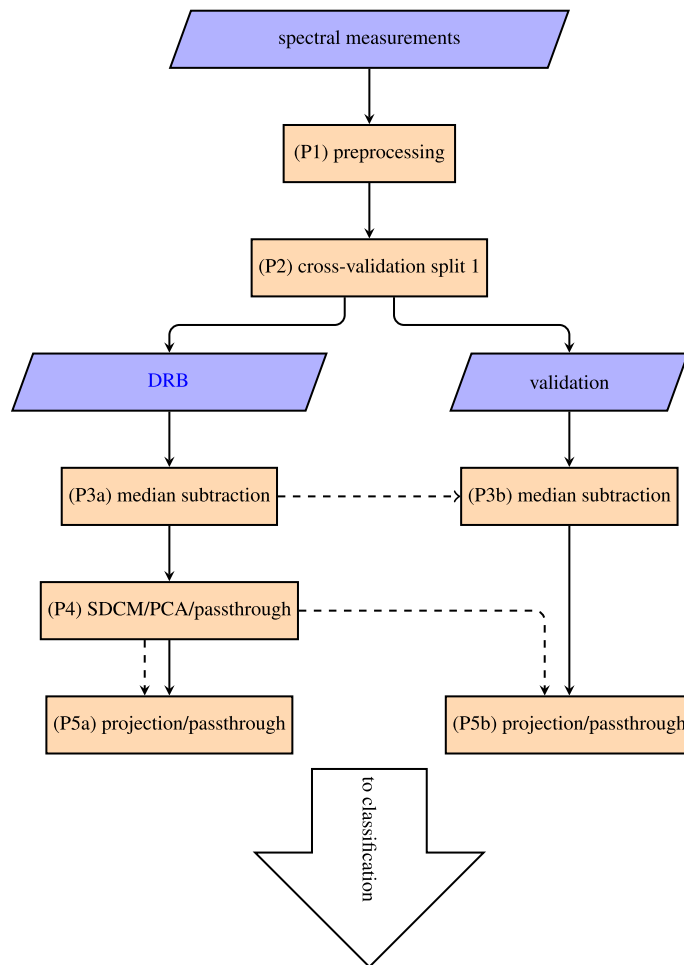 spectral measurements
(P1) preprocessing
(P2) cross-validation split 1
DRB
validation
(P3a) median subtraction
(P3b) median subtraction
(P4) SDCM/PCA/passthrough
(P5a) projection/passthrough
(P5b) projection/passthrough
to classification